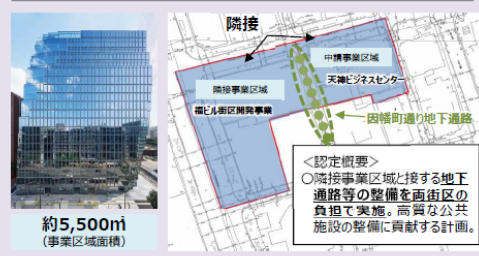 約5,500㎡
(事業区域面積)
隣接
隣接事業区域
福ビル街区開発事業
申請事業区域
天神ビジネスセンター
因幡町通り地下通路
＜認定概要＞
○隣接事業区域と接する地下
通路等の整備を両街区の
負担で実施。高質な公共
施設の整備に貢献する計画。